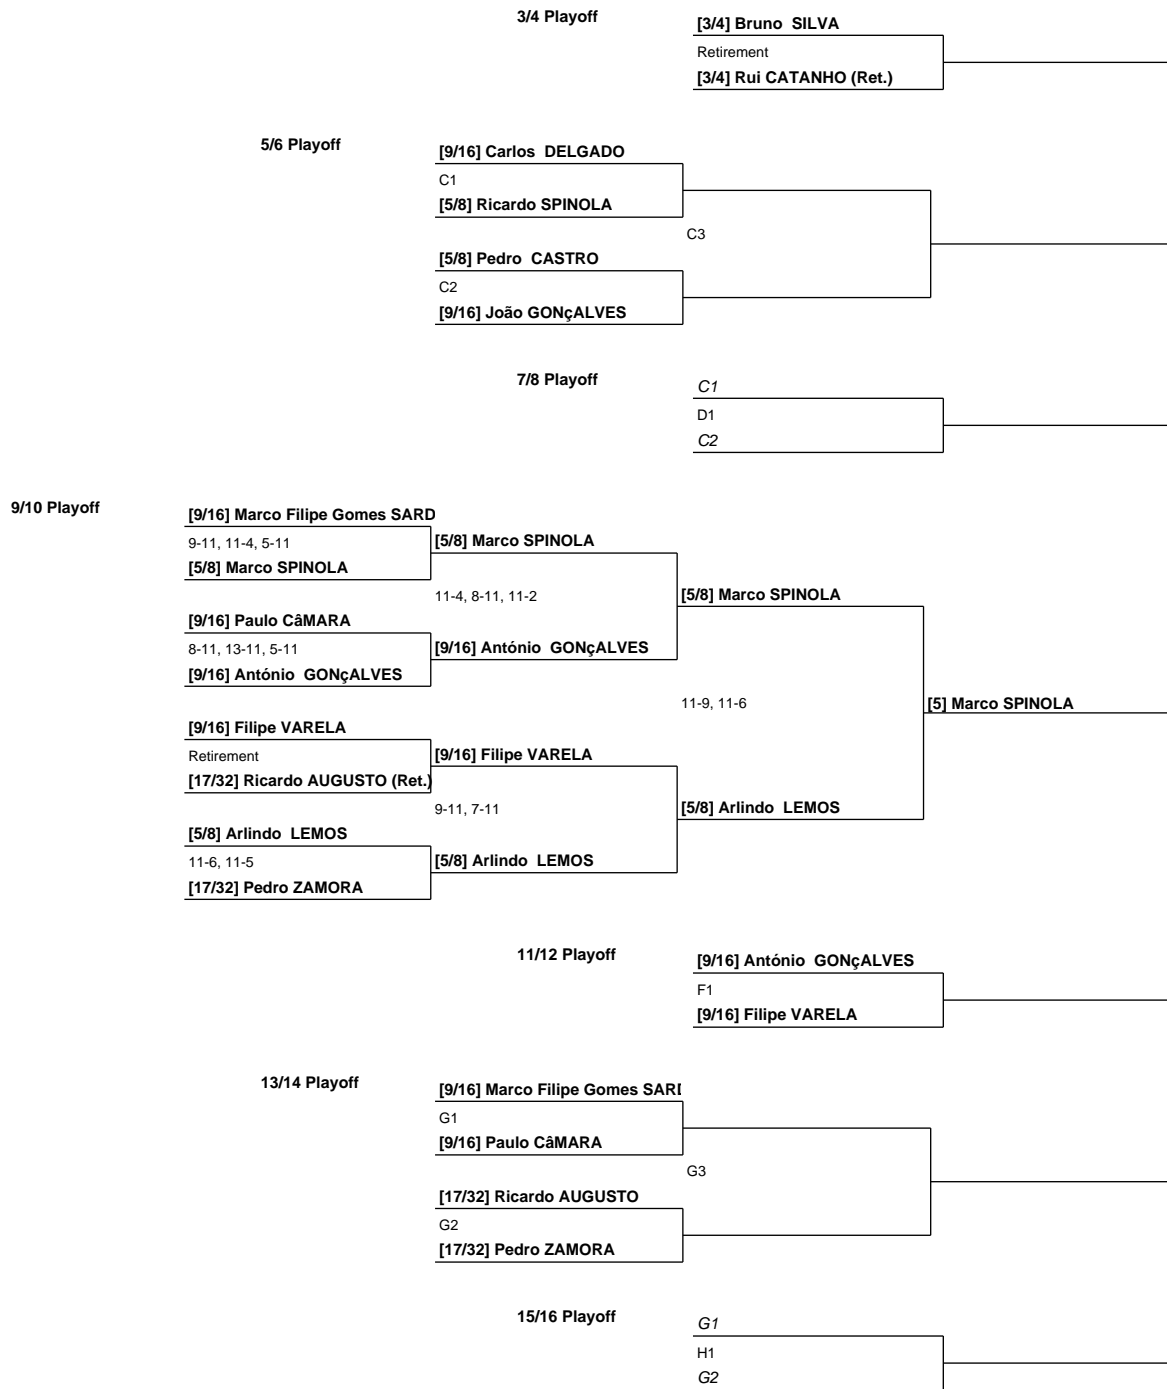 3/4 Playoff
[3/4] Bruno  SILVA
Retirement
[3/4] Rui CATANHO (Ret.)
5/6 Playoff
[9/16] Carlos  DELGADO
C1
[5/8] Ricardo SPINOLA
C3
[5/8] Pedro  CASTRO
C2
[9/16] João GONçALVES
7/8 Playoff
C1
D1
C2
9/10 Playoff
[9/16] Marco Filipe Gomes SARD
9-11, 11-4, 5-11
[5/8] Marco SPINOLA
[5/8] Marco SPINOLA
11-4, 8-11, 11-2
[5/8] Marco SPINOLA
[9/16] Paulo CâMARA
8-11, 13-11, 5-11
[9/16] António  GONçALVES
[9/16] António  GONçALVES
11-9, 11-6
[5] Marco SPINOLA
[9/16] Filipe VARELA
Retirement
[9/16] Filipe VARELA
[17/32] Ricardo AUGUSTO (Ret.)
9-11, 7-11
[5/8] Arlindo  LEMOS
[5/8] Arlindo  LEMOS
11-6, 11-5
[5/8] Arlindo  LEMOS
[17/32] Pedro ZAMORA
11/12 Playoff
[9/16] António  GONçALVES
F1
[9/16] Filipe VARELA
13/14 Playoff
[9/16] Marco Filipe Gomes SARD
G1
[9/16] Paulo CâMARA
G3
[17/32] Ricardo AUGUSTO
G2
[17/32] Pedro ZAMORA
15/16 Playoff
G1
H1
G2